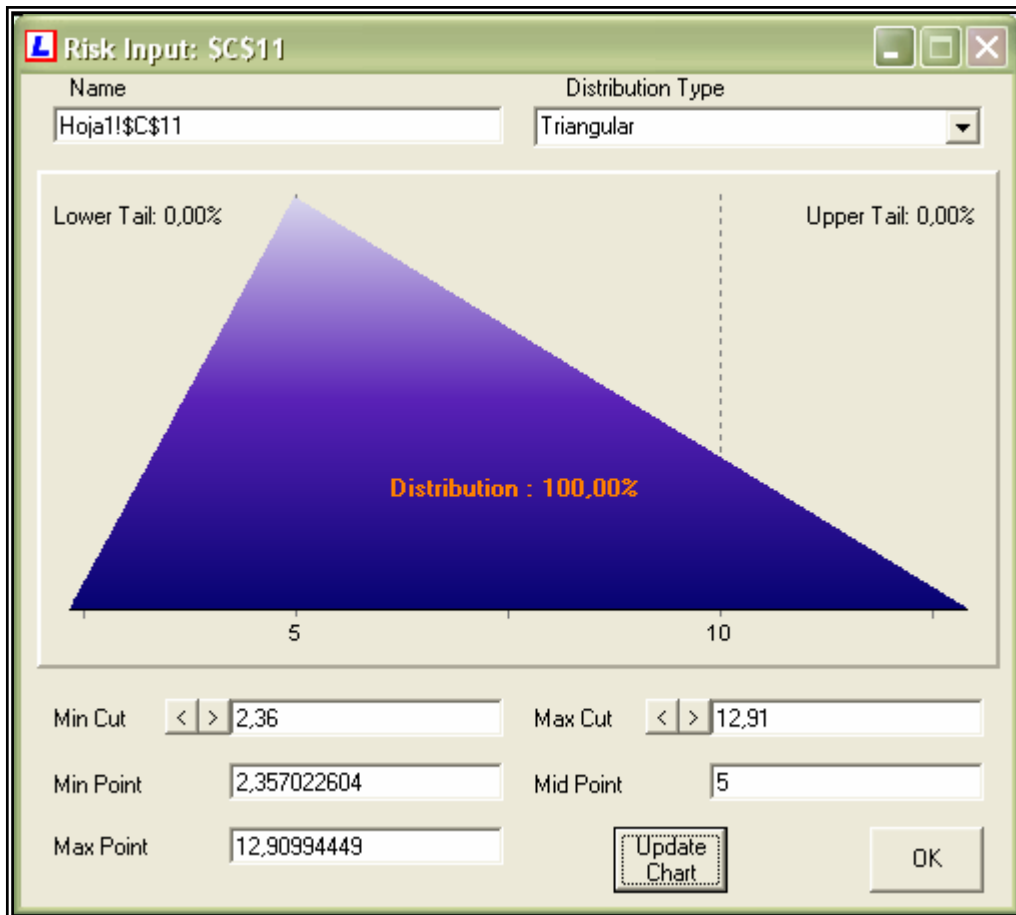 L Risk Input: $C$11
Name Distribution Type
Hoja1!$C$11 Triangular
Lower Tail: 0,00% Upper Tail: 0,00%
Distribution : 100,00%
5 10
Min Cut < > 2,36 Max Cut < > 12,91
Min Point 2,357022604 Mid Point 5
Max Point 12,90994449 Update
Chart OK